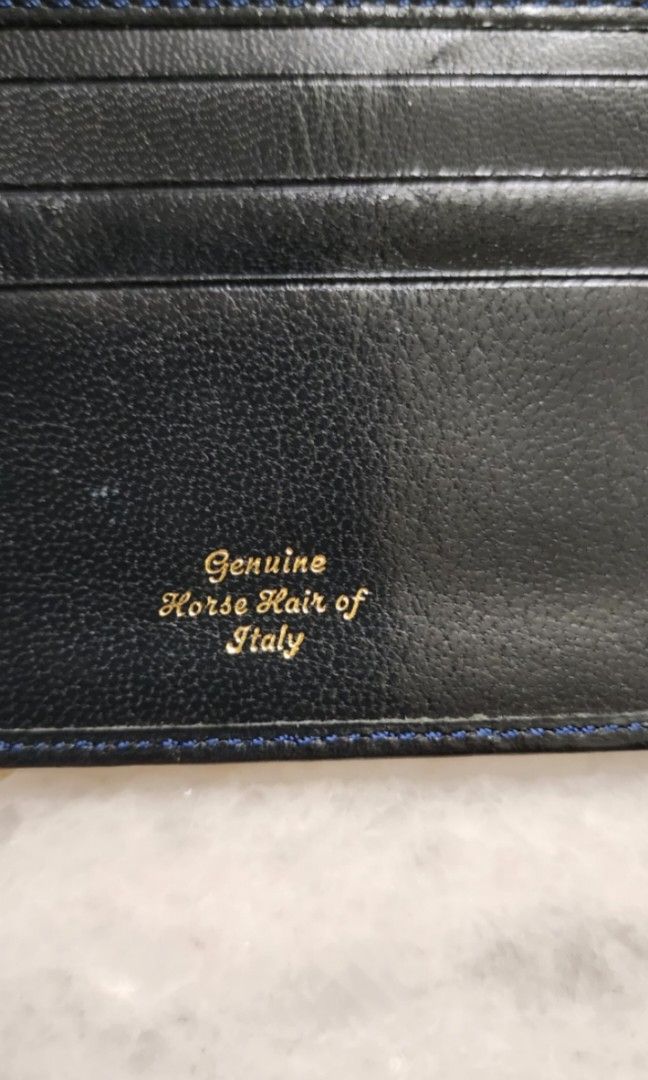 Genuine
Horse Hair of
Italy